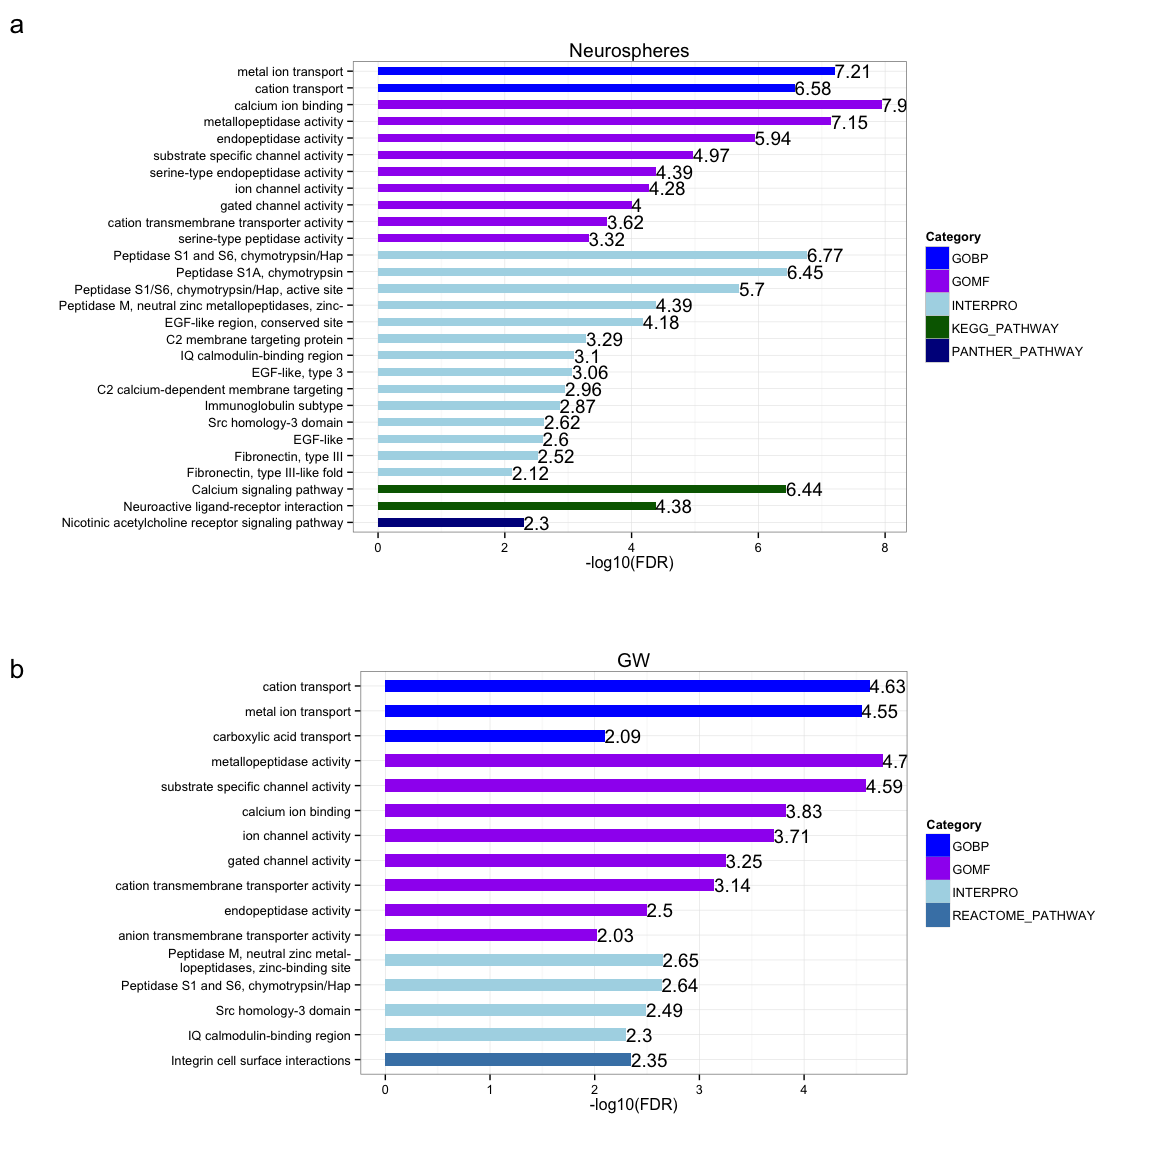 a
Neurospheres
metal ion transport 7.21
cation transport 6.58
calcium ion binding 7.9
metallopeptidase activity 7.15
endopeptidase activity 5.94
substrate specific channel activity 4.97
serine-type endopeptidase activity 4.39
ion channel activity 4.28
gated channel activity 4
cation transmembrane transporter activity 3.62
serine-type peptidase activity 3.32
Peptidase S1 and S6, chymotrypsin/Hap 6.77
Peptidase S1A, chymotrypsin 6.45
Peptidase S1/S6, chymotrypsin/Hap, active site 5.7
Peptidase M, neutral zinc metallopeptidases, zinc- 4.39
EGF-like region, conserved site 4.18
C2 membrane targeting protein 3.29
IQ calmodulin-binding region 3.1
EGF-like, type 3 3.06
C2 calcium-dependent membrane targeting 2.96
Immunoglobulin subtype 2.87
Src homology-3 domain 2.62
EGF-like 2.6
Fibronectin, type III 2.52
Fibronectin, type III-like fold 2.12
Calcium signaling pathway 6.44
Neuroactive ligand-receptor interaction 4.38
Nicotinic acetylcholine receptor signaling pathway 2.3
0 2 4 6 8
-log10(FDR)
Category
GOBP
GOMF
INTERPRO
KEGG_PATHWAY
PANTHER_PATHWAY
b
GW
cation transport 4.63
metal ion transport 4.55
carboxylic acid transport 2.09
metallopeptidase activity 4.7
substrate specific channel activity 4.59
calcium ion binding 3.83
ion channel activity 3.71
gated channel activity 3.25
cation transmembrane transporter activity 3.14
endopeptidase activity 2.5
anion transmembrane transporter activity 2.03
Peptidase M, neutral zinc metal-
lopeptidases, zinc-binding site 2.65
Peptidase S1 and S6, chymotrypsin/Hap 2.64
Src homology-3 domain 2.49
IQ calmodulin-binding region 2.3
Integrin cell surface interactions 2.35
0 1 2 3 4
-log10(FDR)
Category
GOBP
GOMF
INTERPRO
REACTOME_PATHWAY